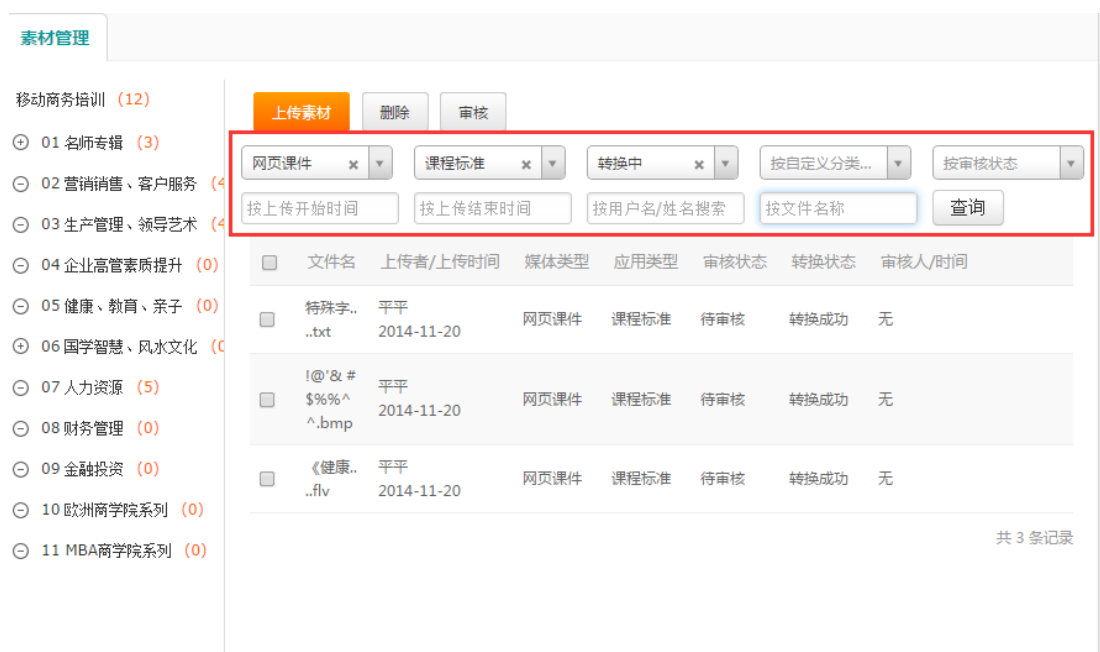 素材管理
移动商务培训 (12)
01 名师专辑 (3)
02 营销销售、客户服务 (4
03 生产管理、领导艺术 (4
04 企业高管素质提升 (0)
05 健康、教育、亲子 (0)
06 国学智慧、风水文化 (0
07 人力资源 (5)
08 财务管理 (0)
09 金融投资 (0)
10 欧洲商学院系列 (0)
11 MBA商学院系列 (0)
上传素材 删除 审核
网页课件 课程标准 转换中 按自定义分类... 按审核状态
按上传开始时间 按上传结束时间 按用户名/姓名搜索 按文件名称 查询
文件名 上传者/上传时间 媒体类型 应用类型 审核状态 转换状态 审核人/时间
特殊字.. 平平
..txt 2014-11-20 网页课件 课程标准 待审核 转换成功 无
!@'& #
$%%^ 平平 网页课件 课程标准 待审核 转换成功 无
^.bmp 2014-11-20
《健康.. 平平
..flv 2014-11-20 网页课件 课程标准 待审核 转换成功 无
共 3 条记录